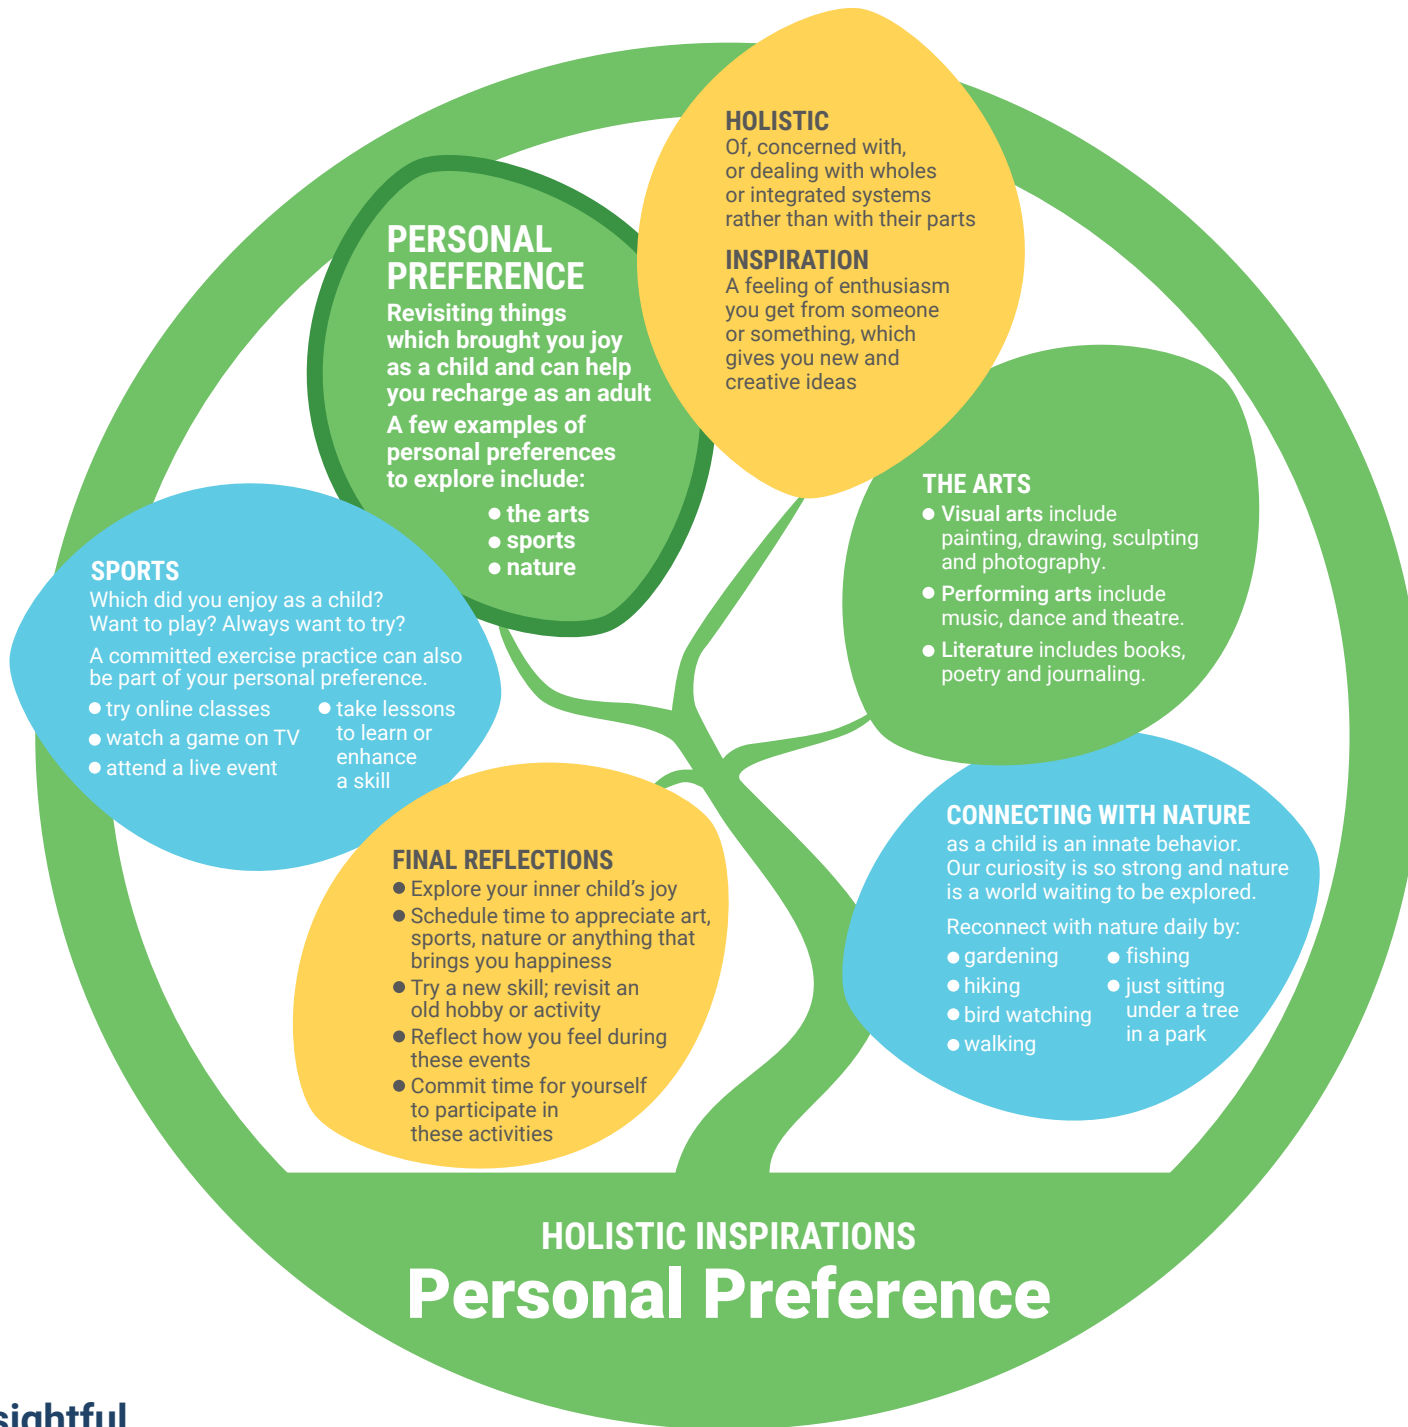 HOLISTIC
Of, concerned with,
or dealing with wholes
or integrated systems
rather than with their parts
INSPIRATION
A feeling of enthusiasm
you get from someone
or something, which
gives you new and
creative ideas
PERSONAL
PREFERENCE
Revisiting things
which brought you joy
as a child and can help
you recharge as an adult
A few examples of
personal preferences
to explore include:
● the arts
● sports
● nature
THE ARTS
● Visual arts include
painting, drawing, sculpting
and photography.
● Performing arts include
music, dance and theatre.
● Literature includes books,
poetry and journaling.
SPORTS
Which did you enjoy as a child?
Want to play? Always want to try?
A committed exercise practice can also
be part of your personal preference.
● try online classes
● watch a game on TV
● attend a live event
● take lessons
to learn or
enhance
a skill
CONNECTING WITH NATURE
as a child is an innate behavior.
Our curiosity is so strong and nature
is a world waiting to be explored.
Reconnect with nature daily by:
● gardening
● hiking
● bird watching
● walking
● fishing
● just sitting
under a tree
in a park
FINAL REFLECTIONS
● Explore your inner child's joy
● Schedule time to appreciate art,
sports, nature or anything that
brings you happiness
● Try a new skill; revisit an
old hobby or activity
● Reflect how you feel during
these events
● Commit time for yourself
to participate in
these activities
HOLISTIC INSPIRATIONS
Personal Preference